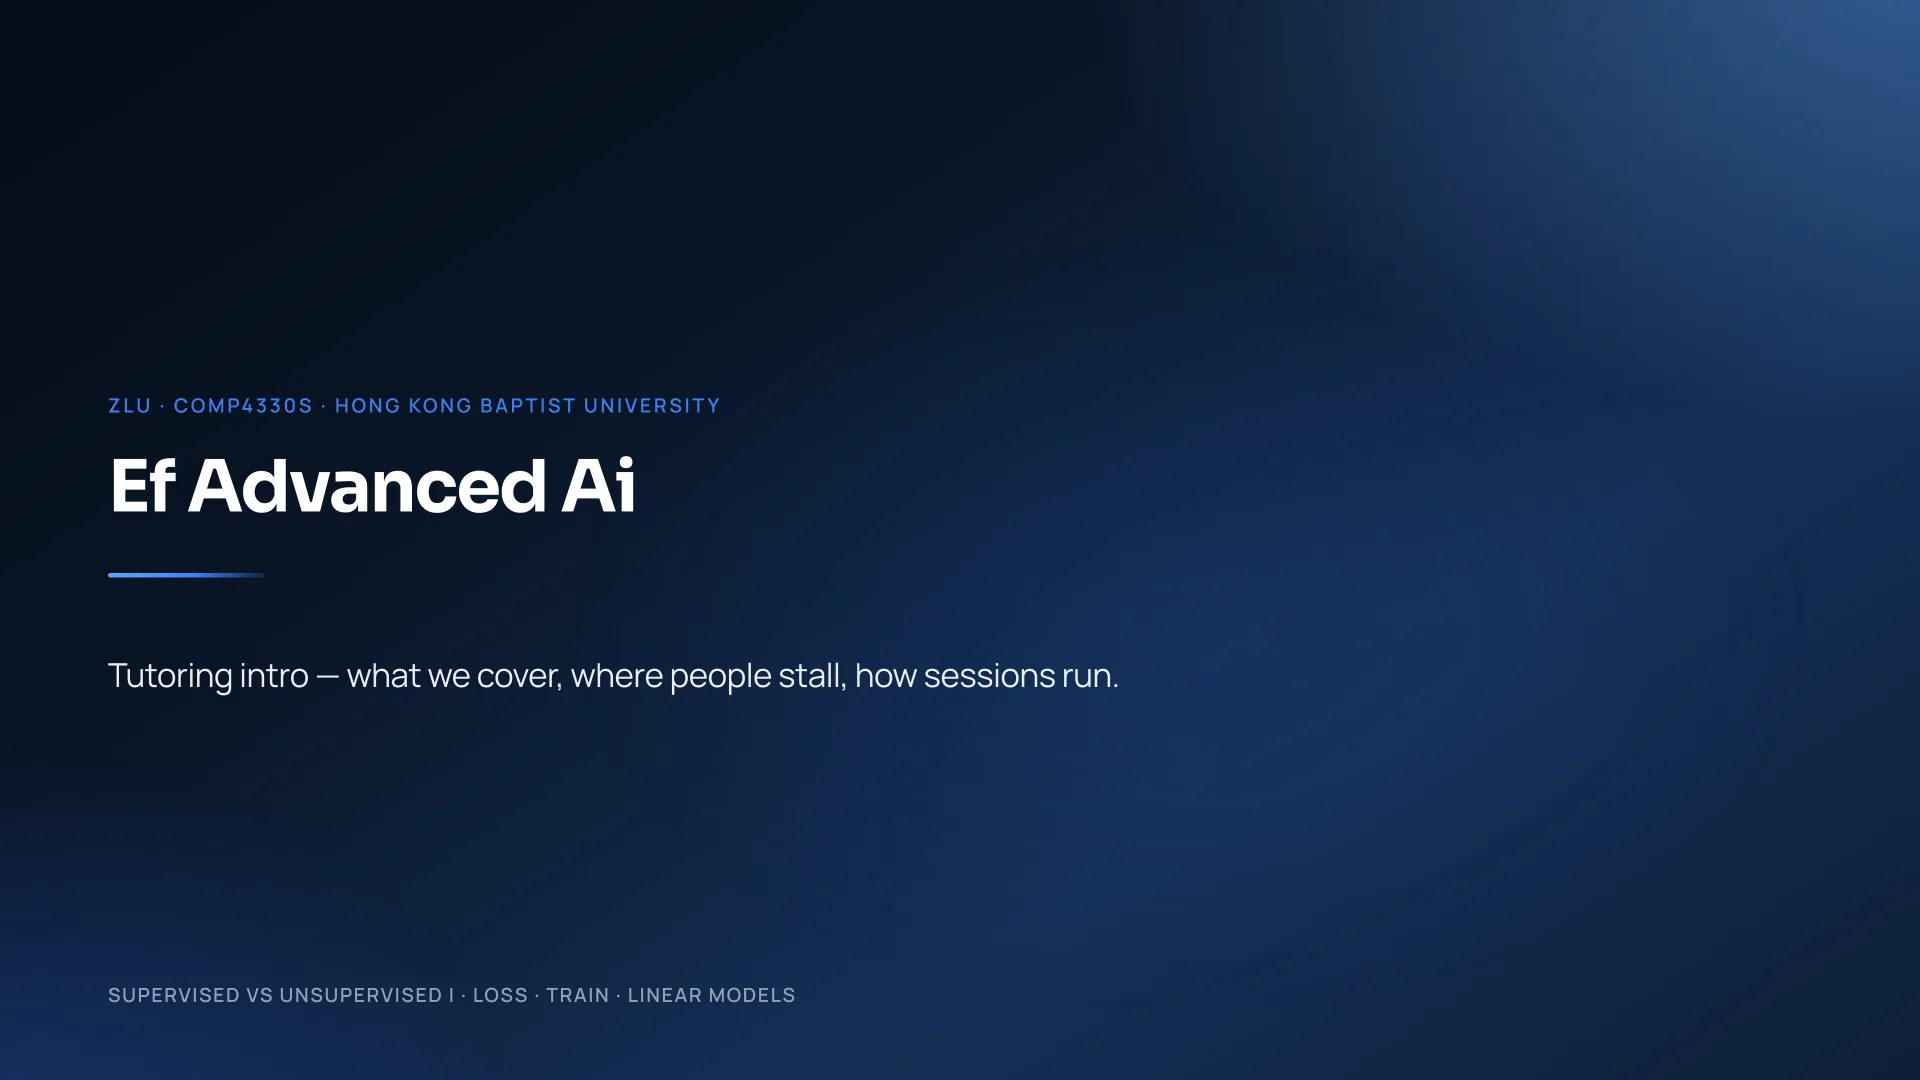 ZLU · COMP4330S · HONG KONG BAPTIST UNIVERSITY
Ef Advanced Ai
Tutoring intro — what we cover, where people stall, how sessions run.
SUPERVISED VS UNSUPERVISED I · LOSS · TRAIN · LINEAR MODELS